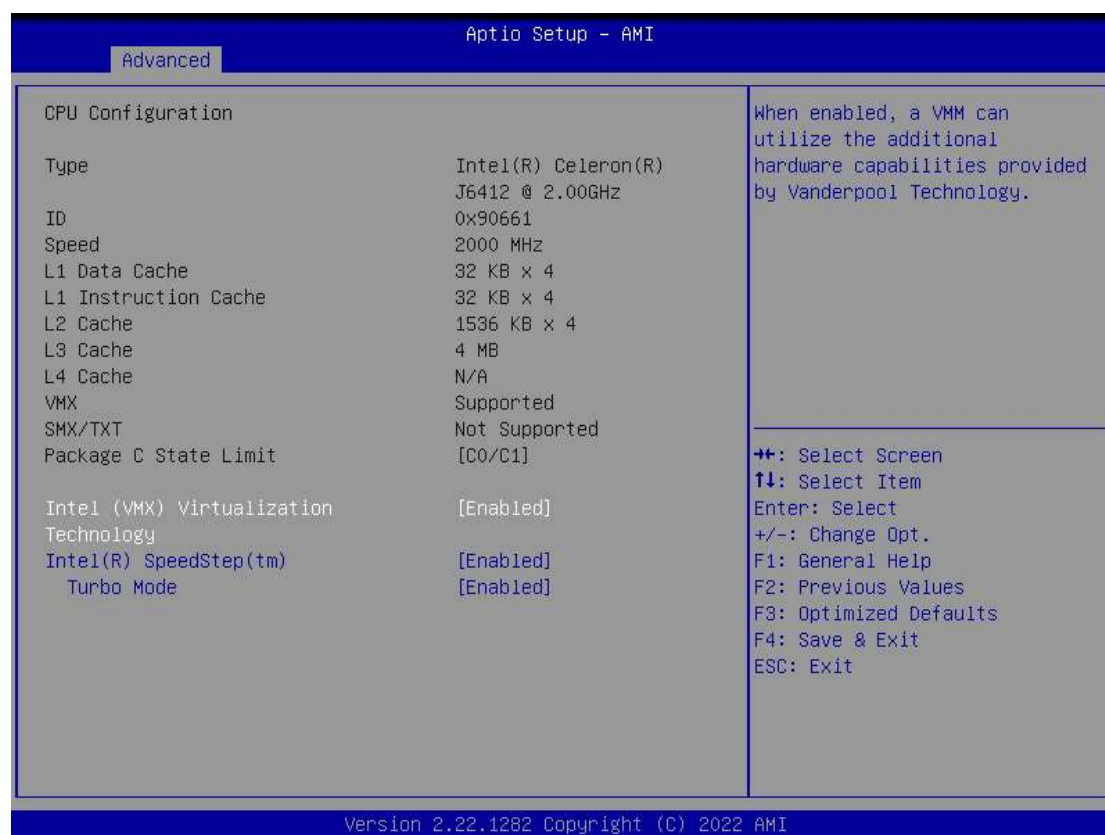 Aptio Setup – AMI
Advanced
CPU Configuration
Type Intel(R) Celeron(R)
J6412 @ 2.00GHz
ID 0x90661
Speed 2000 MHz
L1 Data Cache 32 KB x 4
L1 Instruction Cache 32 KB x 4
L2 Cache 1536 KB x 4
L3 Cache 4 MB
L4 Cache N/A
VMX Supported
SMX/TXT Not Supported
Package C State Limit [C0/C1]
Intel (VMX) Virtualization [Enabled]
Technology
Intel(R) SpeedStep(tm) [Enabled]
Turbo Mode [Enabled]
When enabled, a VMM can
utilize the additional
hardware capabilities provided
by Vanderpool Technology.
→←: Select Screen
↑↓: Select Item
Enter: Select
+/-: Change Opt.
F1: General Help
F2: Previous Values
F3: Optimized Defaults
F4: Save & Exit
ESC: Exit
Version 2.22.1282 Copyright (C) 2022 AMI